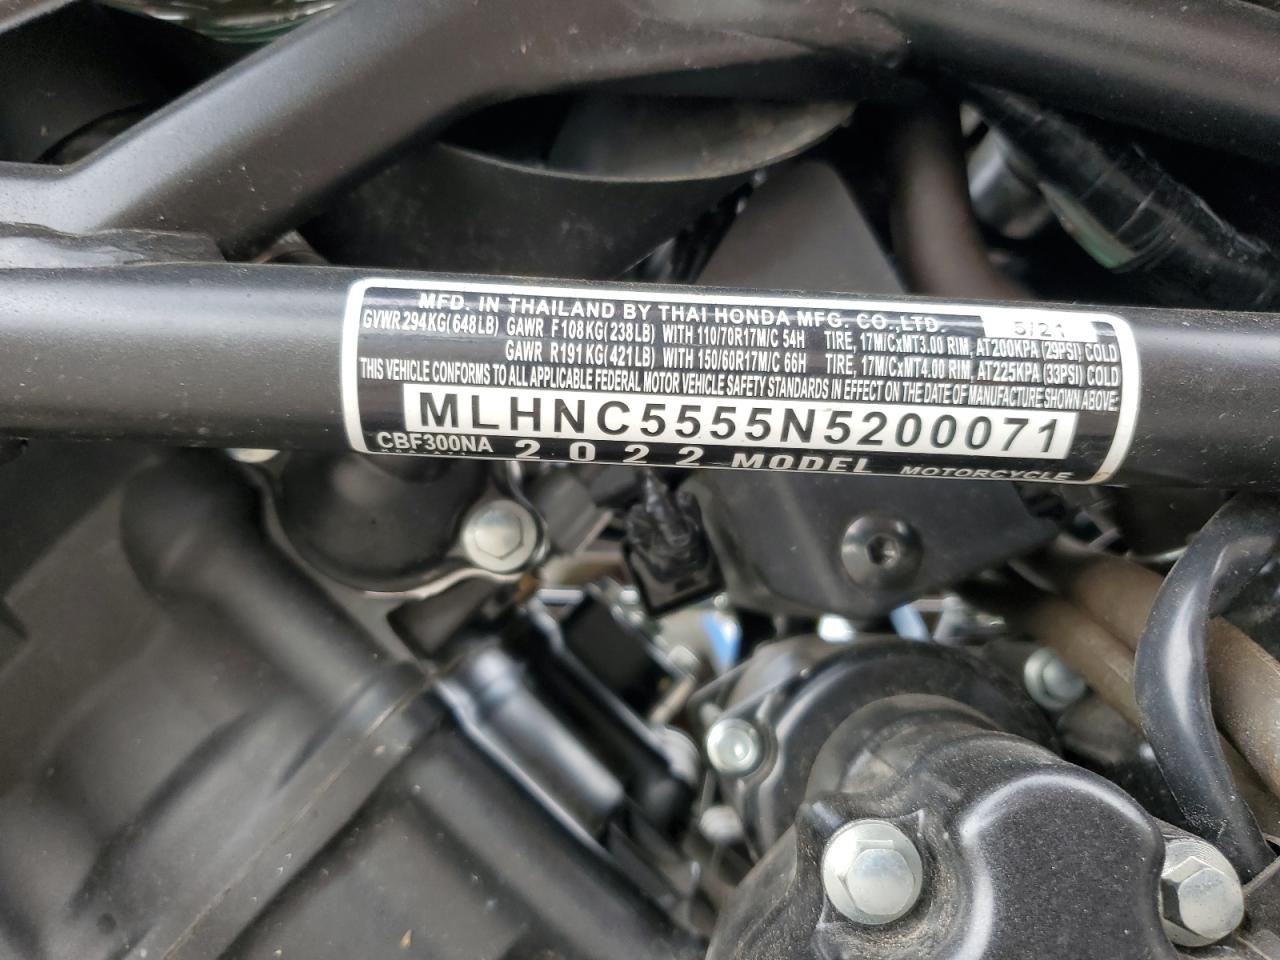 MFD. IN THAILAND BY THAI HONDA MFG. CO.,LTD. 5/21
GVWR 294KG(648LB) GAWR F108KG(238LB) WITH 110/70R17M/C 54H TIRE, 17M/CxMT3.00 RIM, AT200KPA (29PSI) COLD
GAWR R191KG(421LB) WITH 150/60R17M/C 66H TIRE, 17M/CxMT4.00 RIM, AT225KPA (33PSI) COLD
THIS VEHICLE CONFORMS TO ALL APPLICABLE FEDERAL MOTOR VEHICLE SAFETY STANDARDS IN EFFECT ON THE DATE OF MANUFACTURE SHOWN ABOVE.
MLHNC5555N5200071
CBF300NA 2022 MODEL MOTORCYCLE